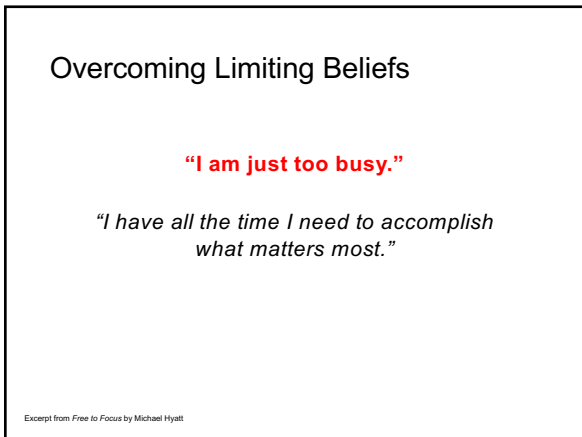 Overcoming Limiting Beliefs
“I am just too busy.”
“I have all the time I need to accomplish
what matters most.”
Excerpt from Free to Focus by Michael Hyatt